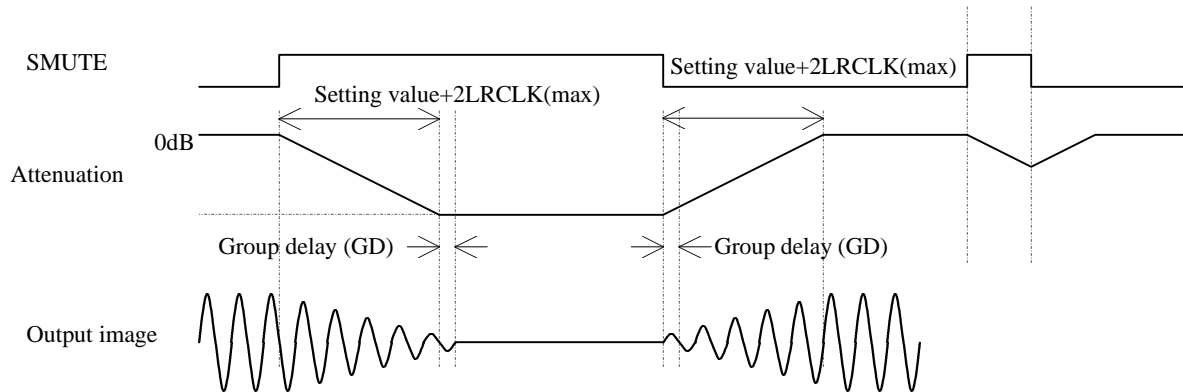 SMUTE
Setting value+2LRCLK(max)
Setting value+2LRCLK(max)
0dB
Attenuation
Group delay (GD)
Group delay (GD)
Output image